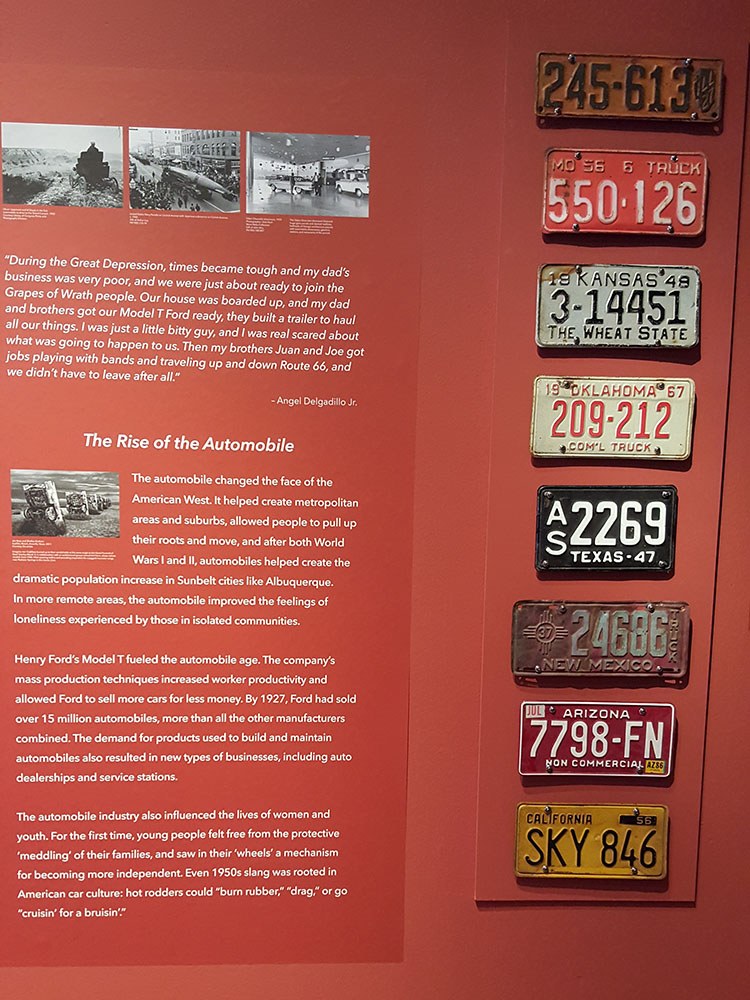 "During the Great Depression, times became tough and my dad's
business was very poor, and we were just about ready to join the
Grapes of Wrath people. Our house was boarded up, and my dad
and brothers got our Model T Ford ready, they built a trailer to haul
all our things. I was just a little bitty guy, and I was real scared about
what was going to happen to us. Then my brothers Juan and Joe got
jobs playing with bands and traveling up and down Route 66, and
we didn't have to leave after all."
– Angel Delgadillo Jr.
The Rise of the Automobile
The automobile changed the face of the
American West. It helped create metropolitan
areas and suburbs, allowed people to pull up
their roots and move, and after both World
Wars I and II, automobiles helped create the
dramatic population increase in Sunbelt cities like Albuquerque.
In more remote areas, the automobile improved the feelings of
loneliness experienced by those in isolated communities.
Henry Ford's Model T fueled the automobile age. The company's
mass production techniques increased worker productivity and
allowed Ford to sell more cars for less money. By 1927, Ford had sold
over 15 million automobiles, more than all the other manufacturers
combined. The demand for products used to build and maintain
automobiles also resulted in new types of businesses, including auto
dealerships and service stations.
The automobile industry also influenced the lives of women and
youth. For the first time, young people felt free from the protective
'meddling' of their families, and saw in their 'wheels' a mechanism
for becoming more independent. Even 1950s slang was rooted in
American car culture: hot rodders could "burn rubber," "drag," or go
"cruisin' for a bruisin'."
245-613
MO 56 6 TRUCK
550·126
19 KANSAS 49
3-14451
THE WHEAT STATE
19 OKLAHOMA 67
209-212
COM'L TRUCK
AS 2269
TEXAS-47
37 24686 TRUCK
NEW MEXICO
JUL ARIZONA
7798-FN
NON COMMERCIAL AZ86
CALIFORNIA 56
SKY 846